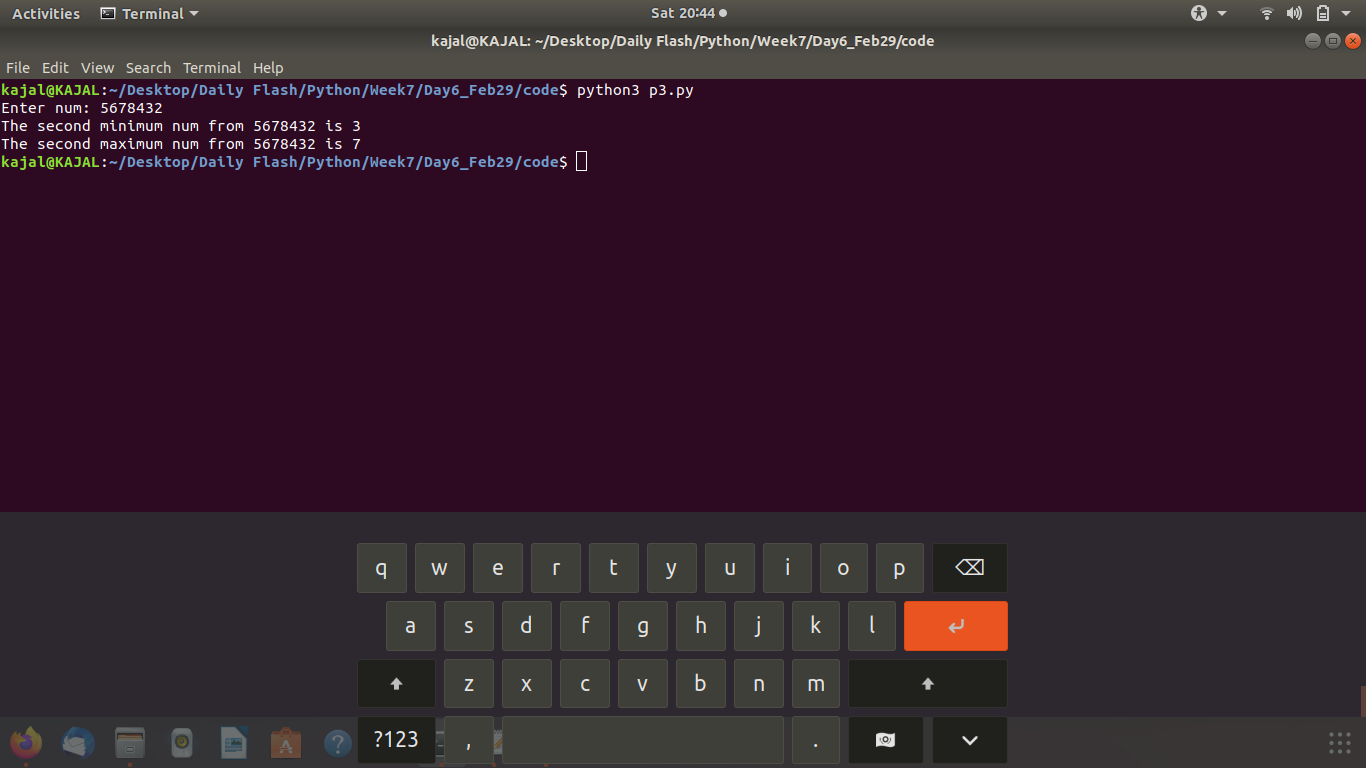 Activities Terminal Sat 20:44
kajal@KAJAL: ~/Desktop/Daily Flash/Python/Week7/Day6_Feb29/code
File Edit View Search Terminal Help
kajal@KAJAL:~/Desktop/Daily Flash/Python/Week7/Day6_Feb29/code$ python3 p3.py
Enter num: 5678432
The second minimum num from 5678432 is 3
The second maximum num from 5678432 is 7
kajal@KAJAL:~/Desktop/Daily Flash/Python/Week7/Day6_Feb29/code$
q w e r t y u i o p
a s d f g h j k l
z x c v b n m
?123 , .